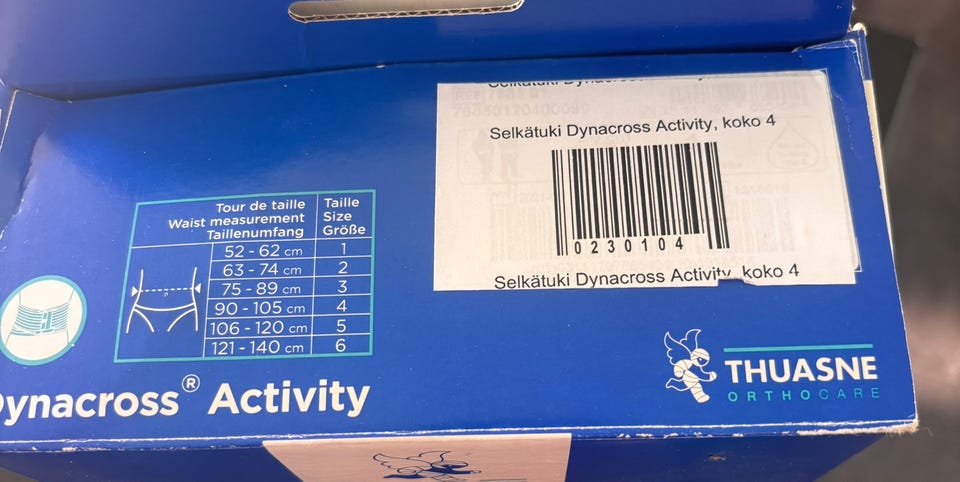 Selkätuki Dynacross Activity, koko 4
0230104
Selkätuki Dynacross Activity, koko 4
Tour de taille
Waist measurement
Taillenumfang
Taille
Size
Größe
52 - 62 cm 1
63 - 74 cm 2
75 - 89 cm 3
90 - 105 cm 4
106 - 120 cm 5
121 - 140 cm 6
ynacross® Activity
THUASNE
ORTHOCARE